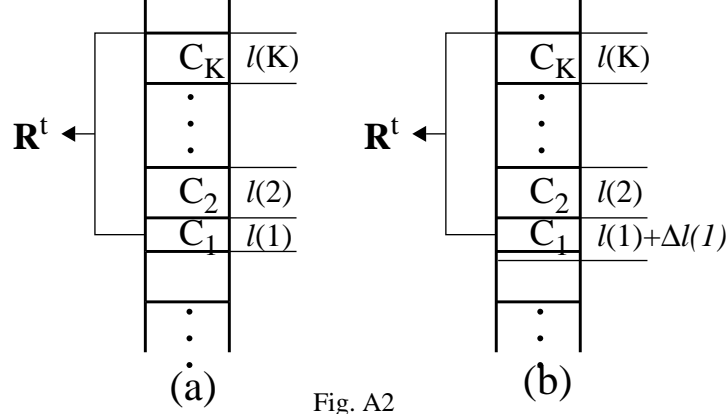 C_K l(K)
R^t
C_2 l(2)
C_1 l(1)
(a)
C_K l(K)
R^t
C_2 l(2)
C_1 l(1)+Δl(1)
(b)
Fig. A2